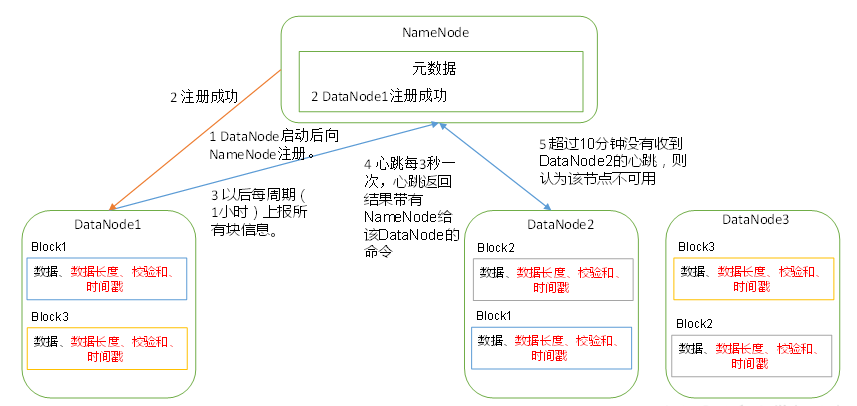 NameNode
元数据
2 DataNode1注册成功
2 注册成功
1 DataNode启动后向
NameNode注册。
3 以后每周期（
1小时）上报所
有块信息。
4 心跳每3秒一
次，心跳返回
结果带有
NameNode给
该DataNode的
命令
5 超过10分钟没有收到
DataNode2的心跳，则
认为该节点不可用
DataNode1
Block1
数据、数据长度、校验和、
时间戳
Block3
数据、数据长度、校验和、
时间戳
DataNode2
Block2
数据、数据长度、校验和、
时间戳
Block1
数据、数据长度、校验和、
时间戳
DataNode3
Block3
数据、数据长度、校验和、
时间戳
Block2
数据、数据长度、校验和、
时间戳